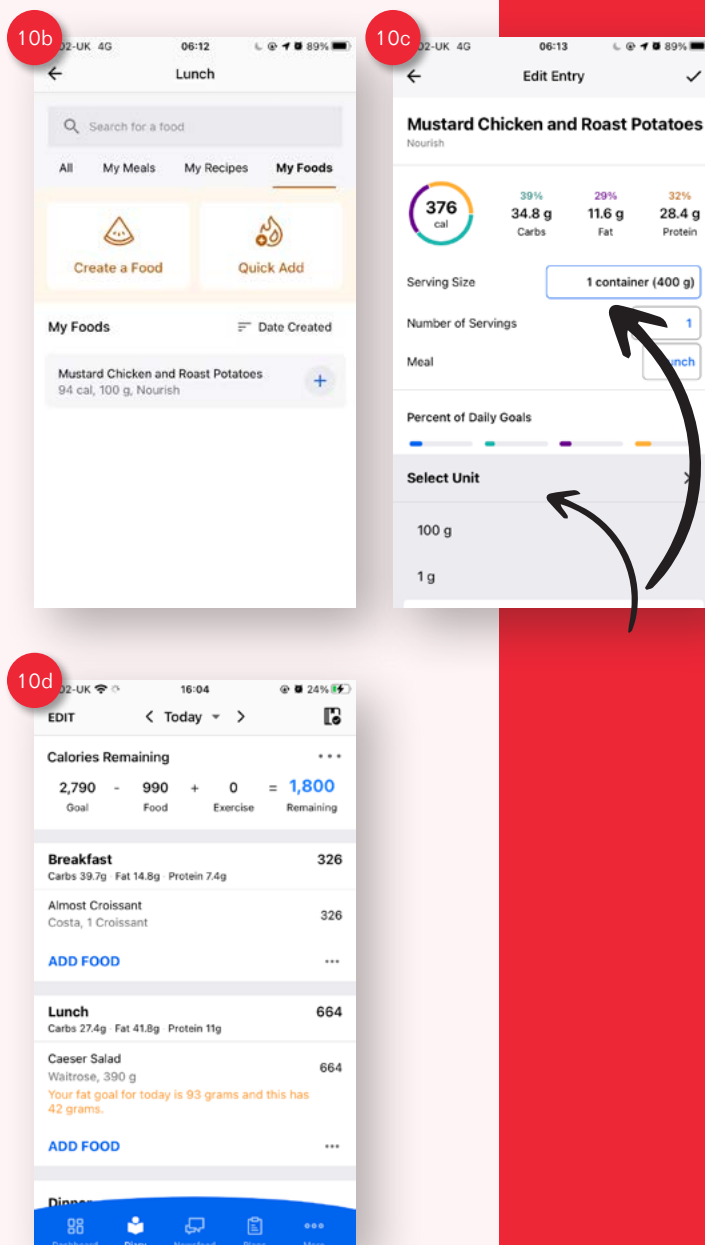 10b
02-UK 4G 06:12 89%
Lunch
Search for a food
All My Meals My Recipes My Foods
Create a Food Quick Add
My Foods Date Created
Mustard Chicken and Roast Potatoes
94 cal, 100 g, Nourish
10c
02-UK 4G 06:13 89%
Edit Entry
Mustard Chicken and Roast Potatoes
Nourish
376
cal
39% 29% 32%
34.8 g 11.6 g 28.4 g
Carbs Fat Protein
Serving Size 1 container (400 g)
Number of Servings 1
Meal
Percent of Daily Goals
Select Unit
100 g
1 g
10d
02-UK 16:04 24%
EDIT < Today >
Calories Remaining
2,790 - 990 + 0 = 1,800
Goal Food Exercise Remaining
Breakfast 326
Carbs 39.7g · Fat 14.8g · Protein 7.4g
Almost Croissant
Costa, 1 Croissant 326
ADD FOOD
Lunch 664
Carbs 27.4g · Fat 41.8g · Protein 11g
Caeser Salad
Waitrose, 390 g 664
Your fat goal for today is 93 grams and this has
42 grams.
ADD FOOD